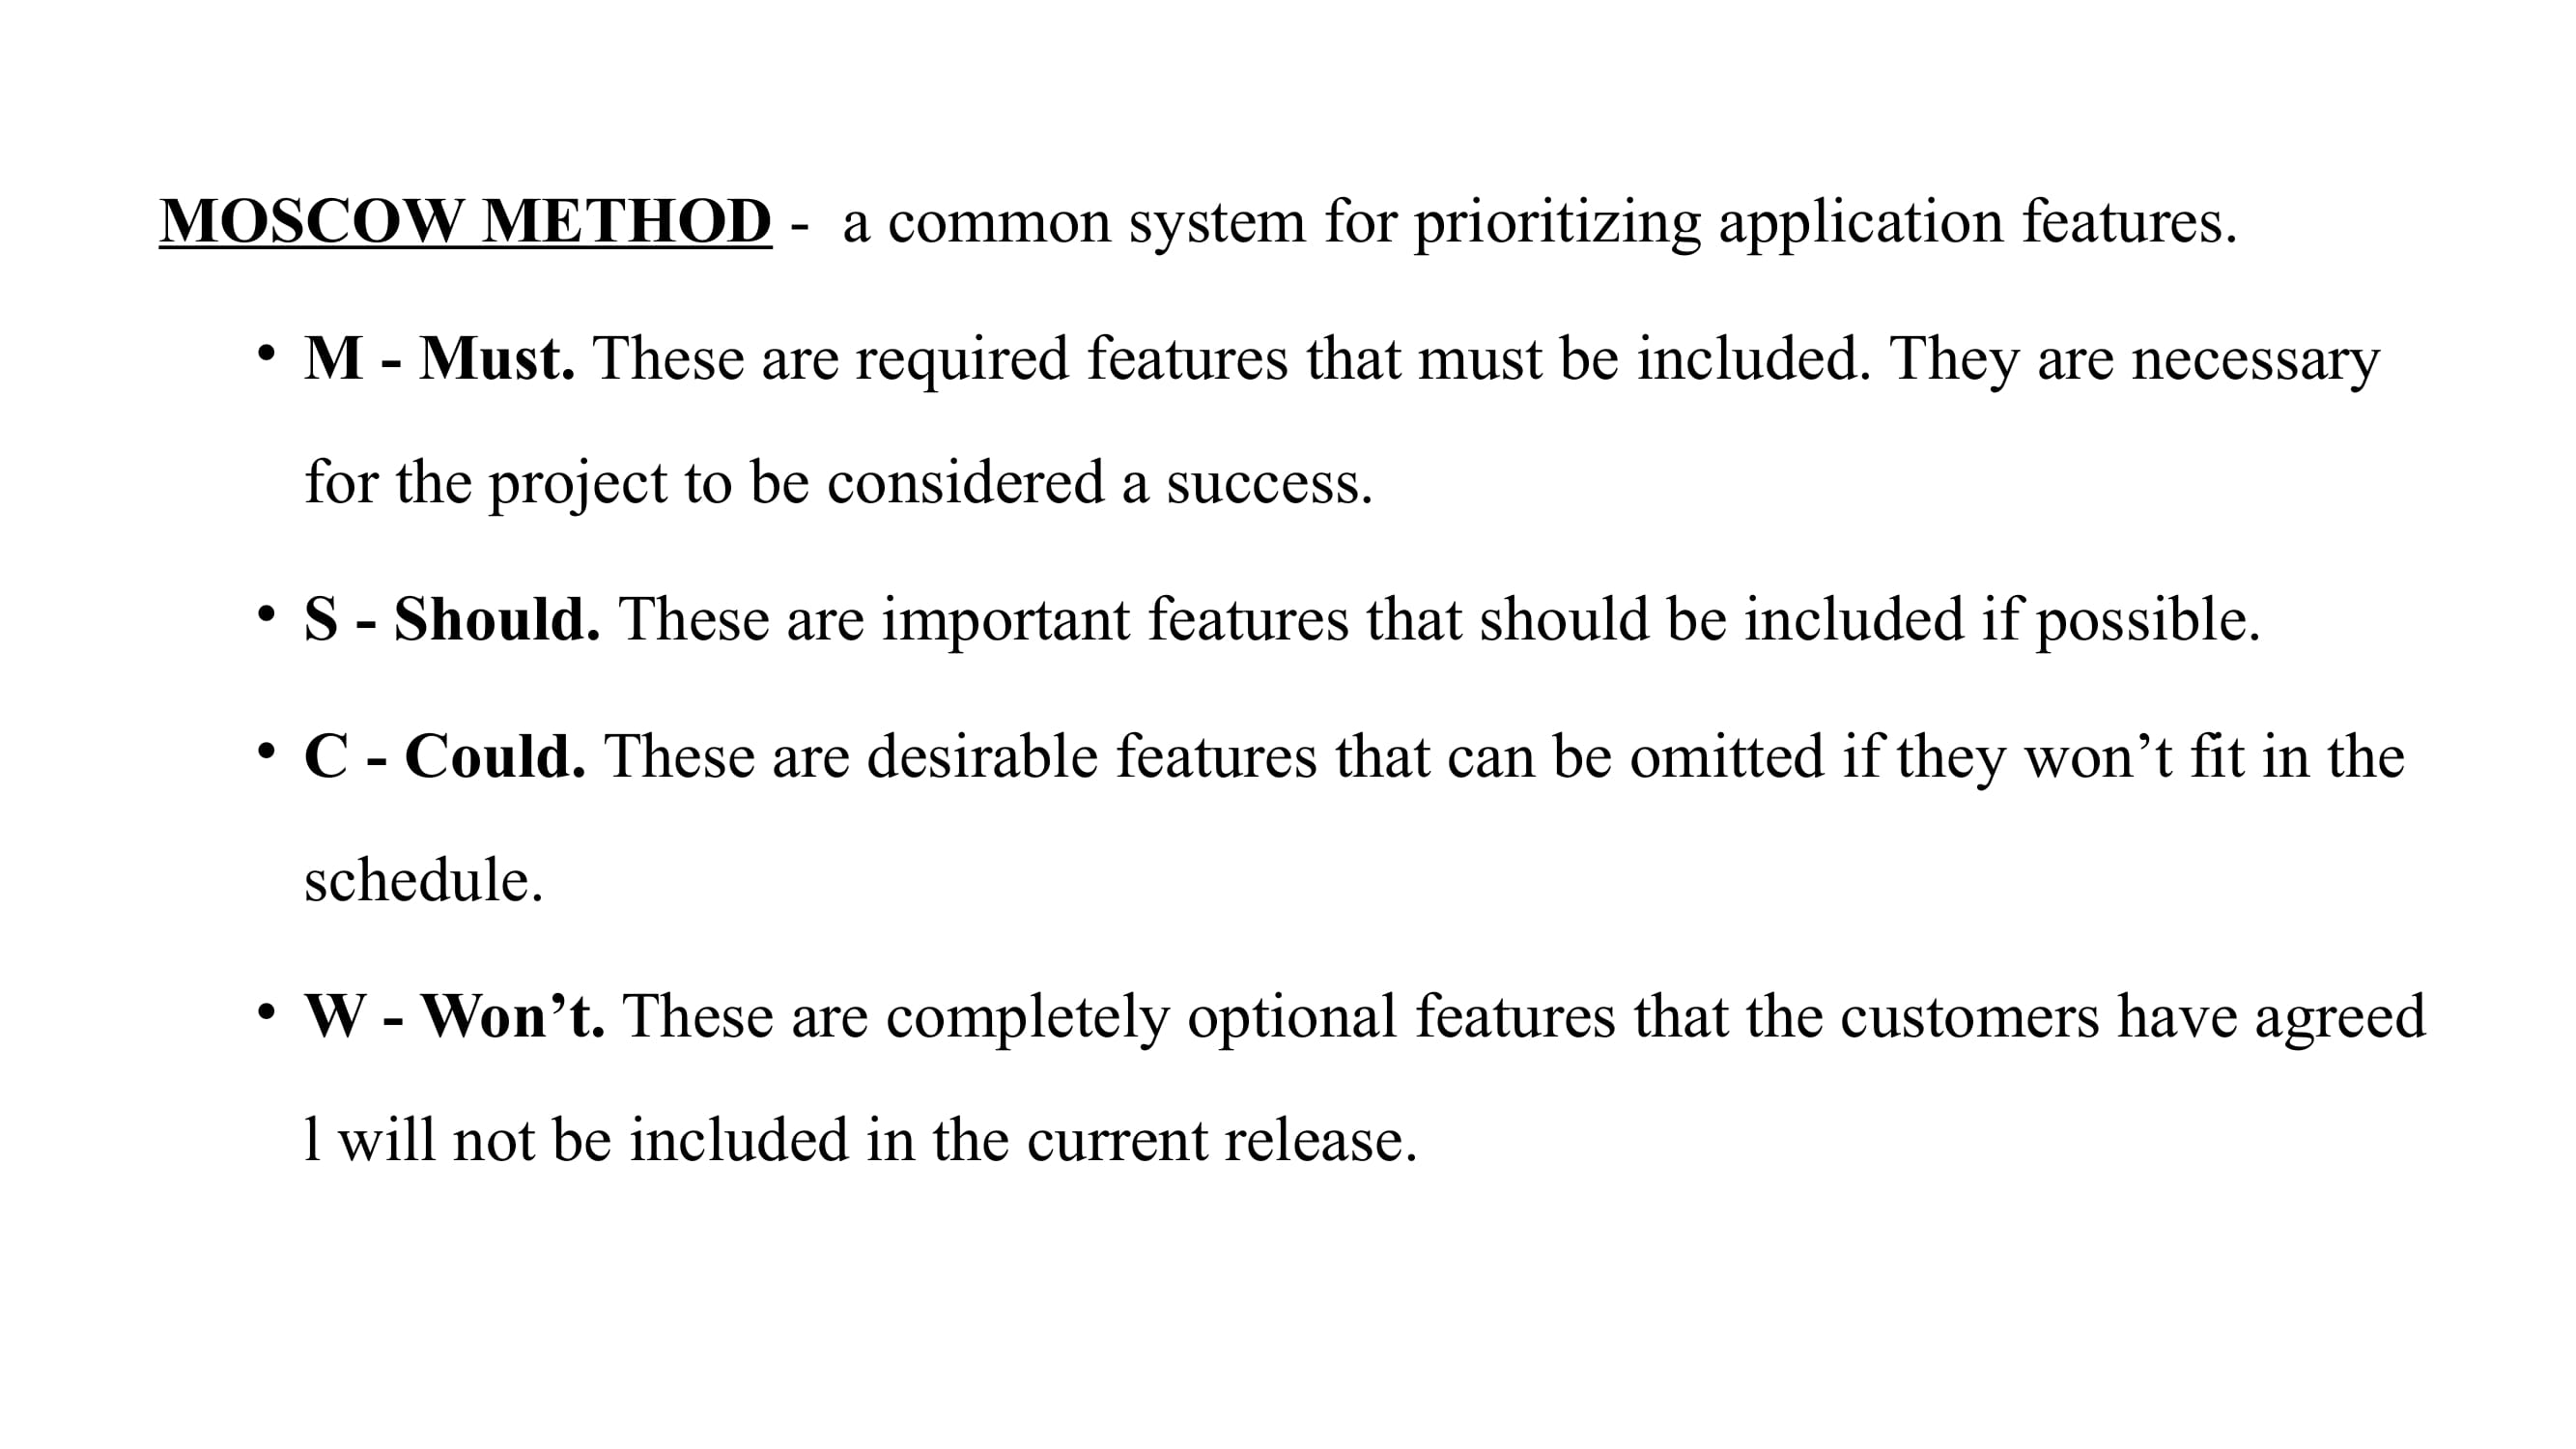 MOSCOW METHOD -  a common system for prioritizing application features.
• M - Must. These are required features that must be included. They are necessary
for the project to be considered a success.
• S - Should. These are important features that should be included if possible.
• C - Could. These are desirable features that can be omitted if they won’t fit in the
schedule.
• W - Won’t. These are completely optional features that the customers have agreed
l will not be included in the current release.